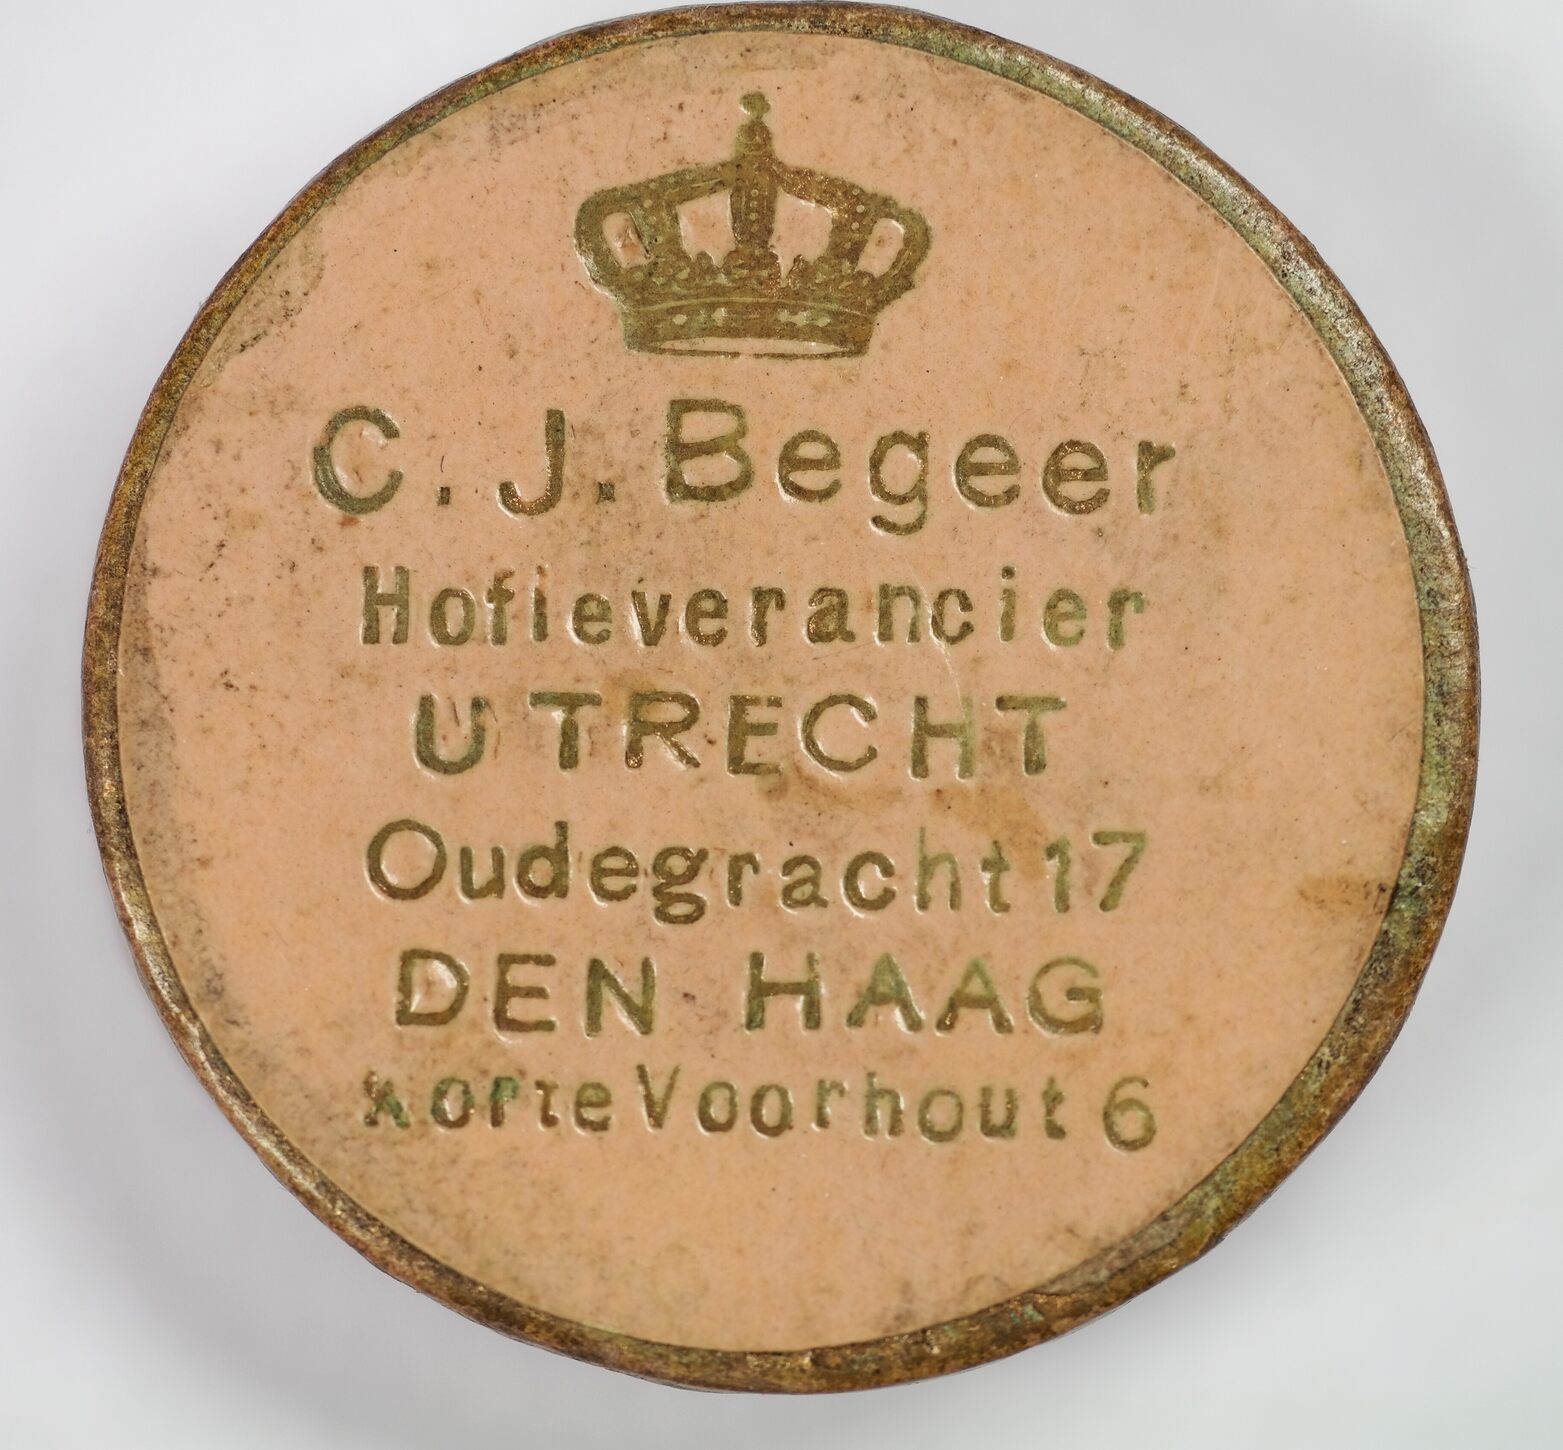 C. J. Begeer
Hofleverancier
UTRECHT
Oudegracht 17
DEN HAAG
Korte Voorhout 6